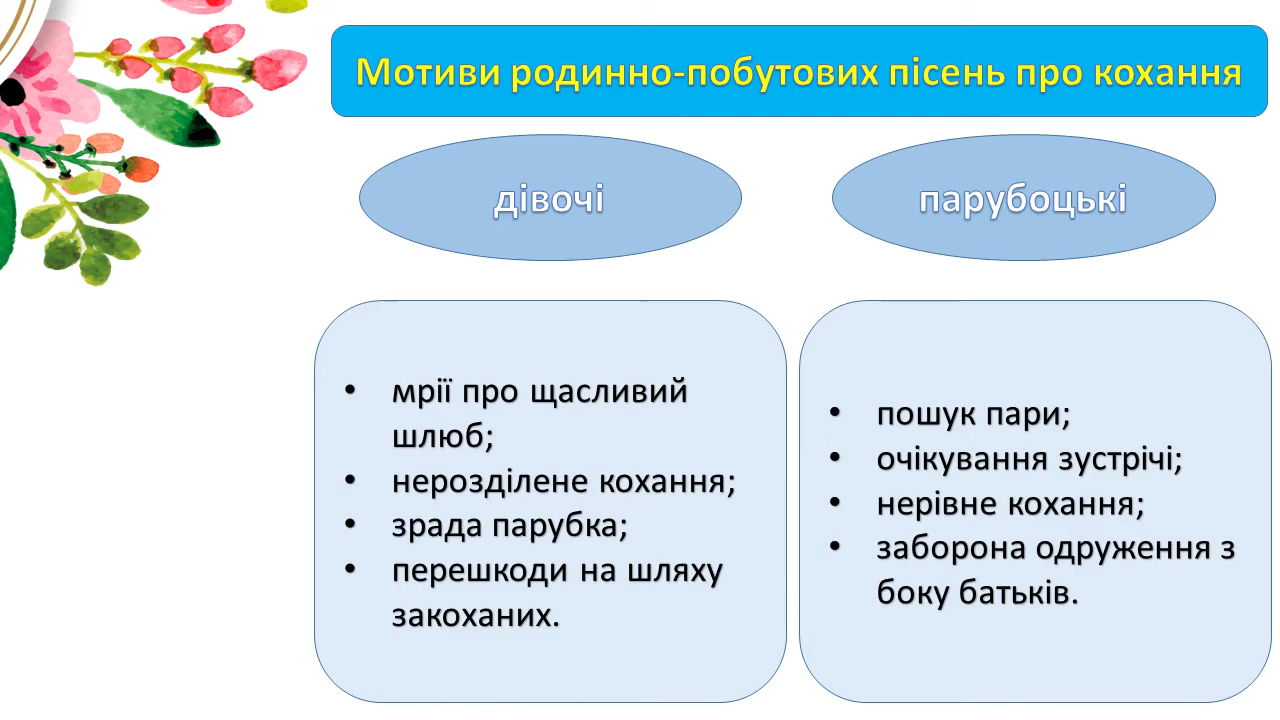 Мотиви родинно-побутових пісень про кохання
дівочі
парубоцькі
• мрії про щасливий
шлюб;
• нерозділене кохання;
• зрада парубка;
• перешкоди на шляху
закоханих.
• пошук пари;
• очікування зустрічі;
• нерівне кохання;
• заборона одруження з
боку батьків.